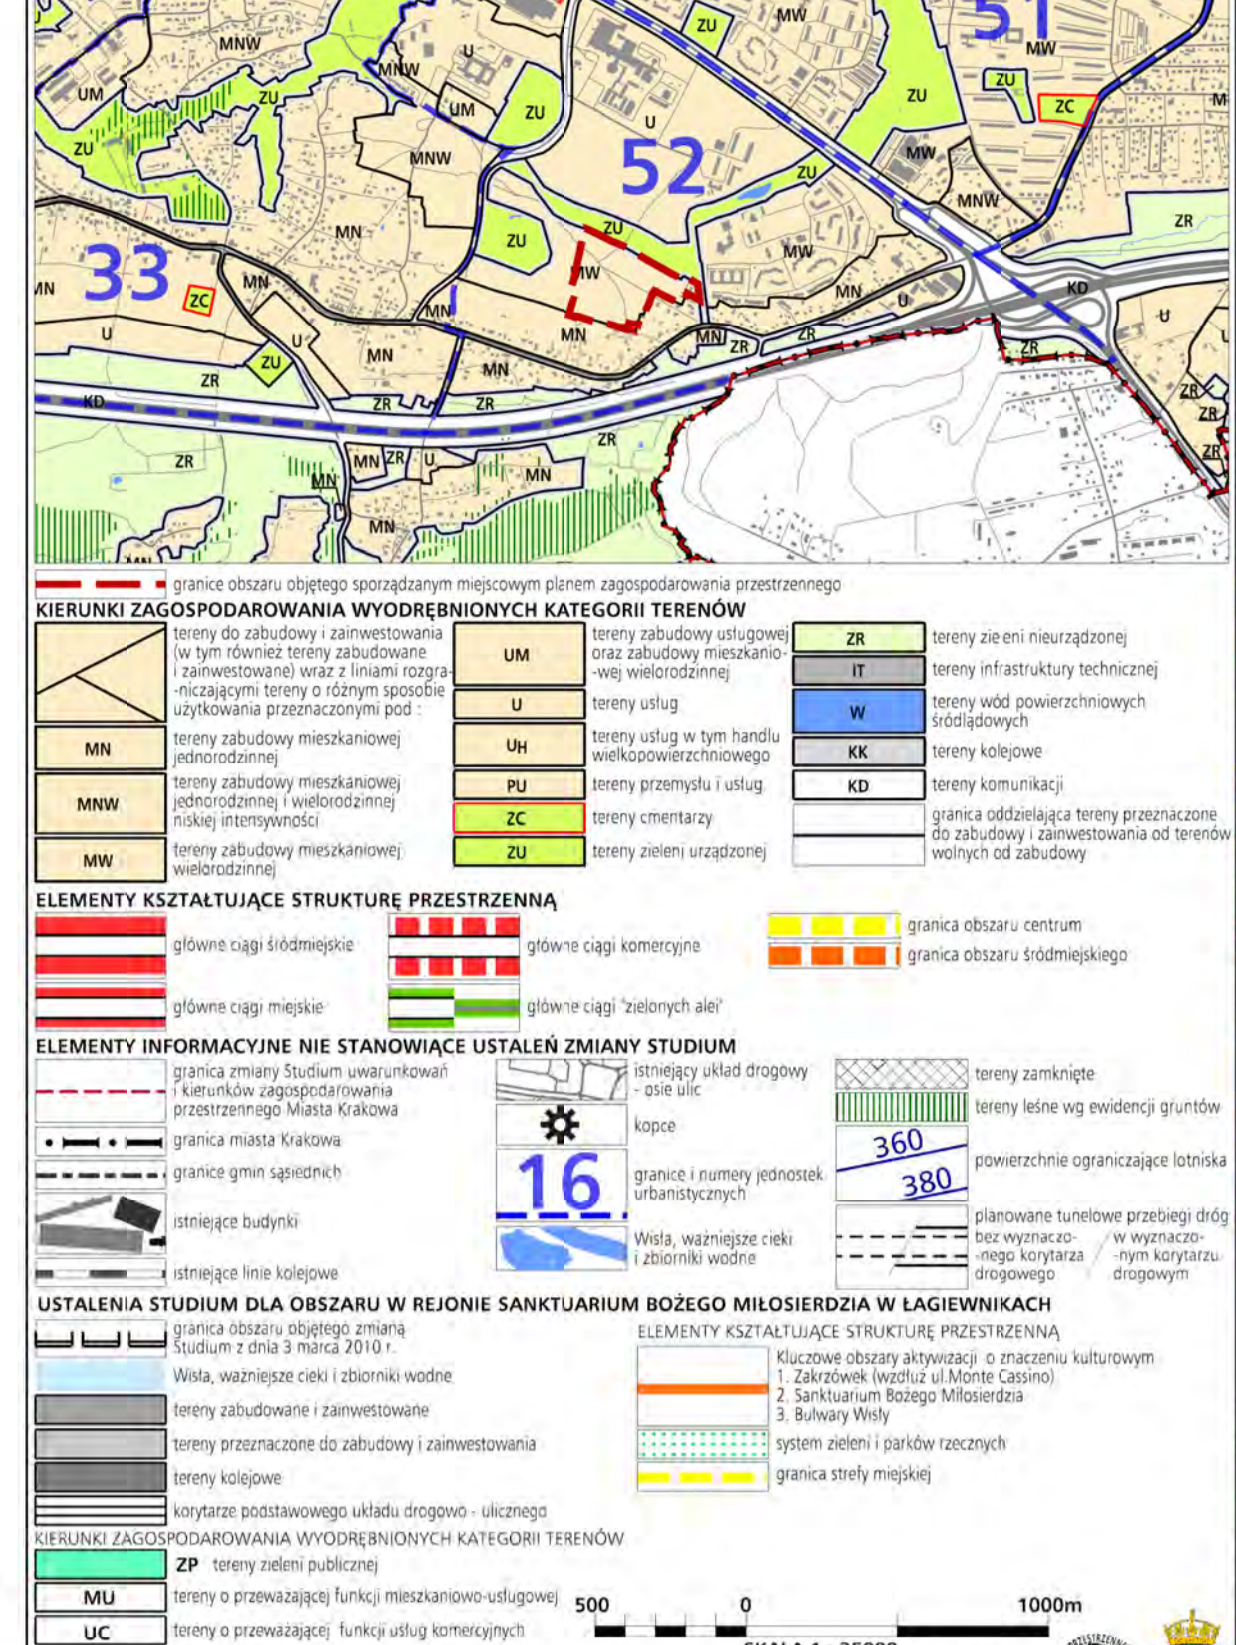 ZU
MW
51
MW
MNW
U
MNW
UM
ZU
UM
ZU
U
ZU
ZU
ZC
ZU
MNW
52
MW
ZU
MNW
ZR
MN
ZU
ZU
MW
MW
33
MN
ZC
MN
MN
U
KD
U
U
U
MN
MN
MN
ZR
ZR
ZR
ZU
MN
MN
ZR
KD
ZR
ZR
ZR
ZR
ZR
ZR
ZR
MN
ZR
U
MN
MN
MN
MN
granice obszaru objętego sporządzanym miejscowym planem zagospodarowania przestrzennego
KIERUNKI ZAGOSPODAROWANIA WYODRĘBNIONYCH KATEGORII TERENÓW
tereny do zabudowy i zainwestowania
(w tym również tereny zabudowane
i zainwestowane) wraz z liniami rozgra-
-niczającymi tereny o różnym sposobie
użytkowania przeznaczonymi pod :
MN
tereny zabudowy mieszkaniowej
jednorodzinnej
MNW
tereny zabudowy mieszkaniowej
jednorodzinnej i wielorodzinnej
niskiej intensywności
MW
tereny zabudowy mieszkaniowej
wielorodzinnej
UM
tereny zabudowy usługowej
oraz zabudowy mieszkanio-
-wej wielorodzinnej
U
tereny usług
UH
tereny usług w tym handlu
wielkopowierzchniowego
PU
tereny przemysłu i usług
ZC
tereny cmentarzy
ZU
tereny zieleni urządzonej
ZR
tereny zieleni nieurządzonej
IT
tereny infrastruktury technicznej
W
tereny wód powierzchniowych
śródlądowych
KK
tereny kolejowe
KD
tereny komunikacji
granica oddzielająca tereny przeznaczone
do zabudowy i zainwestowania od terenów
wolnych od zabudowy
ELEMENTY KSZTAŁTUJĄCE STRUKTURĘ PRZESTRZENNĄ
główne ciągi śródmiejskie
główne ciągi komercyjne
granica obszaru centrum
granica obszaru śródmiejskiego
główne ciągi miejskie
główne ciągi "zielonych alei"
ELEMENTY INFORMACYJNE NIE STANOWIĄCE USTALEŃ ZMIANY STUDIUM
granica zmiany Studium uwarunkowań
i kierunków zagospodarowania
przestrzennego Miasta Krakowa
granica miasta Krakowa
granice gmin sąsiednich
istniejące budynki
istniejące linie kolejowe
istniejący układ drogowy
- osie ulic
kopce
16
granice i numery jednostek
urbanistycznych
Wisła, ważniejsze cieki
i zbiorniki wodne
tereny zamknięte
tereny leśne wg ewidencji gruntów
360
380
powierzchnie ograniczające lotniska
planowane tunelowe przebiegi dróg
bez wyznaczo- / w wyznaczo-
-nego korytarza / -nym korytarzu
drogowego / drogowym
USTALENIA STUDIUM DLA OBSZARU W REJONIE SANKTUARIUM BOŻEGO MIŁOSIERDZIA W ŁAGIEWNIKACH
granica obszaru objętego zmianą
Studium z dnia 3 marca 2010 r.
Wisła, ważniejsze cieki i zbiorniki wodne
tereny zabudowane i zainwestowane
tereny przeznaczone do zabudowy i zainwestowania
tereny kolejowe
korytarze podstawowego układu drogowo - ulicznego
ELEMENTY KSZTAŁTUJĄCE STRUKTURĘ PRZESTRZENNĄ
Kluczowe obszary aktywizacji o znaczeniu kulturowym
1. Zakrzówek (wzdłuż ul.Monte Cassino)
2. Sanktuarium Bożego Miłosierdzia
3. Bulwary Wisły
system zieleni i parków rzecznych
granica strefy miejskiej
KIERUNKI ZAGOSPODAROWANIA WYODRĘBNIONYCH KATEGORII TERENÓW
ZP tereny zieleni publicznej
MU tereny o przeważającej funkcji mieszkaniowo-usługowej
UC tereny o przeważającej funkcji usług komercyjnych
500 0 1000m